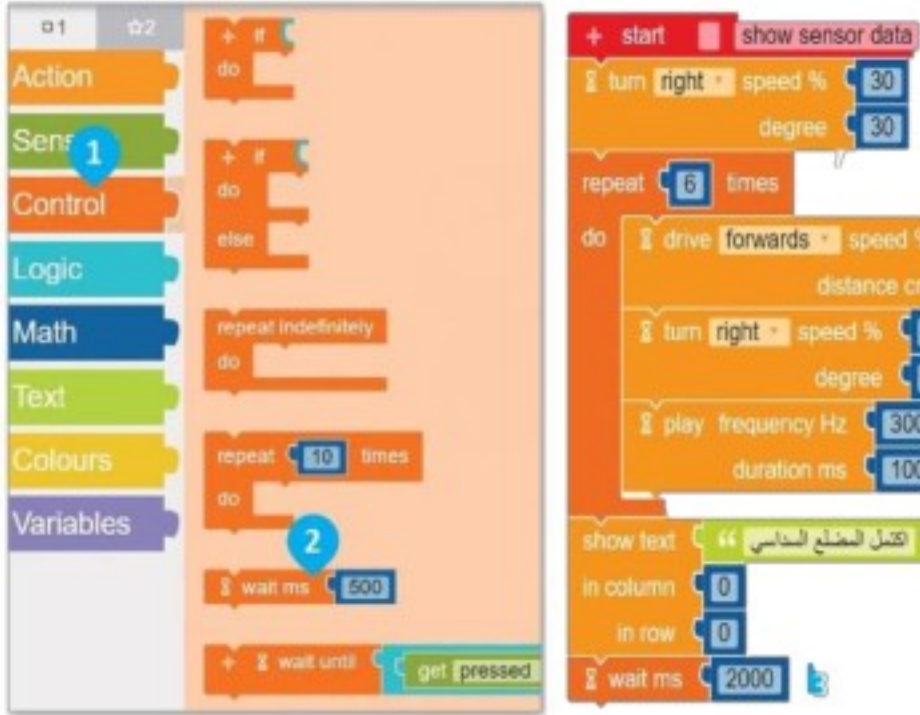 1
2
Action
Sens
1
Control
Logic
Math
Text
Colours
Variables
+ if
do
+ if
do
else
repeat indefinitely
do
repeat 10 times
do
2
wait ms 500
+ wait until get pressed
+ start show sensor data
turn right speed % 30
degree 30
repeat 6 times
do drive forwards speed %
distance
turn right speed %
degree
play frequency Hz 300
duration ms 100
show text “ اكتمل المضلع السداسي
in column 0
in row 0
wait ms 2000
3